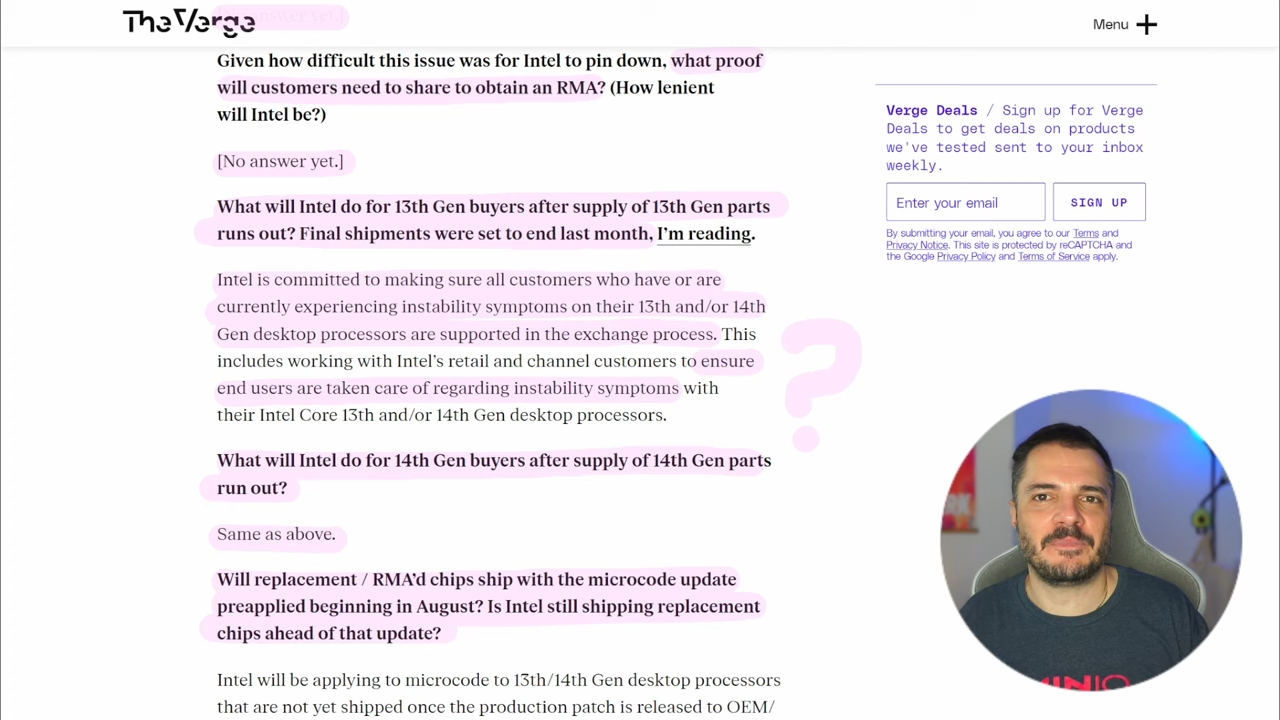 TheVerge
Menu
Given how difficult this issue was for Intel to pin down, what proof
will customers need to share to obtain an RMA? (How lenient
will Intel be?)
[No answer yet.]
What will Intel do for 13th Gen buyers after supply of 13th Gen parts
runs out? Final shipments were set to end last month, I'm reading.
Intel is committed to making sure all customers who have or are
currently experiencing instability symptoms on their 13th and/or 14th
Gen desktop processors are supported in the exchange process. This
includes working with Intel's retail and channel customers to ensure
end users are taken care of regarding instability symptoms with
their Intel Core 13th and/or 14th Gen desktop processors.
?
What will Intel do for 14th Gen buyers after supply of 14th Gen parts
run out?
Same as above.
Will replacement / RMA'd chips ship with the microcode update
preapplied beginning in August? Is Intel still shipping replacement
chips ahead of that update?
Intel will be applying to microcode to 13th/14th Gen desktop processors
that are not yet shipped once the production patch is released to OEM/
Verge Deals / Sign up for Verge
Deals to get deals on products
we've tested sent to your inbox
weekly.
Enter your email
SIGN UP
By submitting your email, you agree to our Terms and
Privacy Notice. This site is protected by reCAPTCHA and
the Google Privacy Policy and Terms of Service apply.